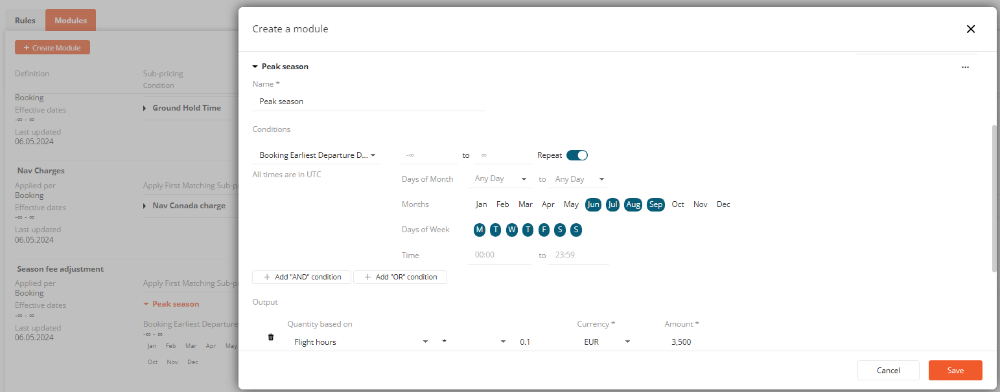 Rules Modules
+ Create Module
Definition Sub-pricing
Condition
Booking
Effective dates
-∞ - ∞
Last updated
06.05.2024
Ground Hold Time
Nav Charges
Applied per
Booking
Effective dates
-∞ - ∞
Last updated
06.05.2024
Apply First Matching Sub-p
Nav Canada charge
Season fee adjustment
Applied per
Booking
Effective dates
-∞ - ∞
Last updated
06.05.2024
Apply First Matching Sub-p
Peak season
Booking Earliest Departure
-∞ - ∞
Jan Feb Mar Apr May
Oct Nov Dec
Create a module
Peak season ...
Name *
Peak season
Conditions
Booking Earliest Departure D... -∞ to ∞ Repeat
All times are in UTC
Days of Month Any Day to Any Day
Months Jan Feb Mar Apr May Jun Jul Aug Sep Oct Nov Dec
Days of Week M T W T F S S
Time 00:00 to 23:59
+ Add "AND" condition + Add "OR" condition
Output
Quantity based on Currency * Amount *
Flight hours * 0.1 EUR 3,500
Cancel Save